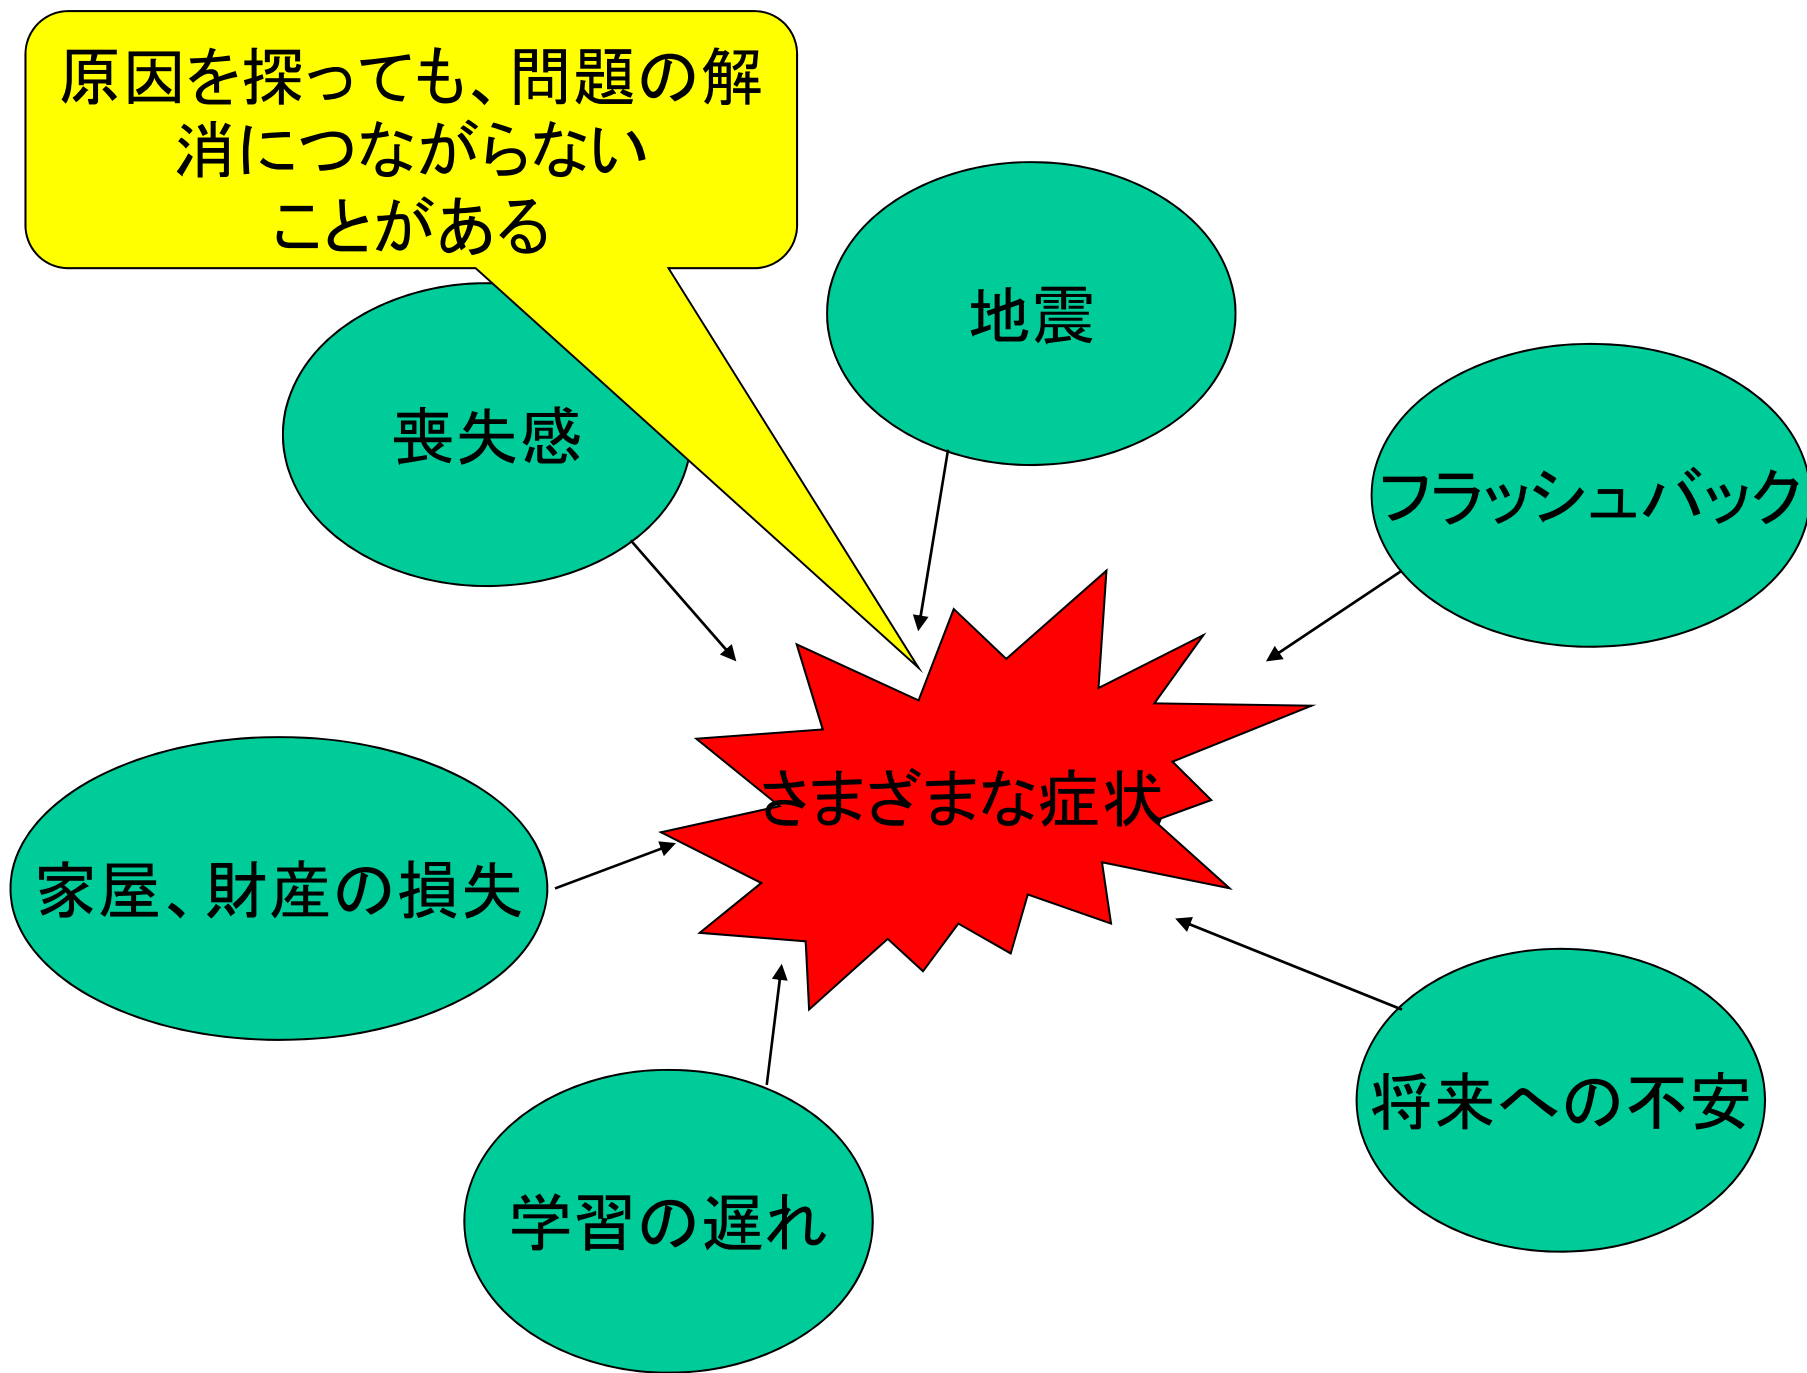 原因を探っても、問題の解
消につながらない
ことがある
地震
喪失感
フラッシュバック
さまざまな症状
家屋、財産の損失
将来への不安
学習の遅れ